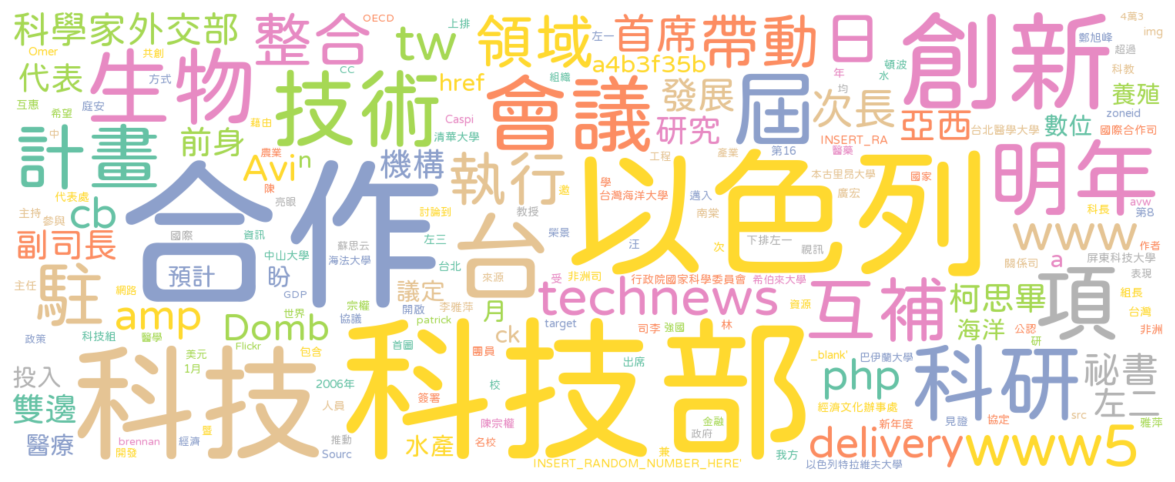 科學家外交部
整合
OECD
上排
tw
領域
左一
首席
帶動
日
創新
4萬3
img
鄭旭峰
Omer
共創
代表
生物
技術
CC
href
組織
a4b3f35b
年
均
頓波
水
超過
科教
互惠
方式
希望
庭安
會議
發展
屆
次長
養殖
zoneid
計畫
中
前身
藉由
農業
Caspi
清華大學
研究
INSERT_RA
亞西
台北醫學大學
數位
國際合作司
n
Avi
陳
機構
執行
工程
產業
第16
醫藥
明年
代表處
亮眼
合作
邀
學
台灣海洋大學
以色列
本古里昂大學
邁入
國家
廣宏
cb
主持
參與
討論到
教授
南榮
科長
avw
第8
副司長
國際
資訊
左三
台
榮景
汪
次
下排左一
視訊
www
作者
屏東科技大學
中山大學
蘇思云
海法大學
台北
來源
非洲司
關係司
表現
駐
主任
預計
盼
GDP
議定
受
行政院國家科學委員會
希伯來大學
a
組長
網路
amp
宗權
開啟
李雅萍
月
technews
資源
互補
柯思畢
項
台灣
政策
科技組
醫學
Domb
世界
協議
patrick
ck
target
司李
強國
林
海洋
公認
非洲
Flickr
首圖
團員
研
科技
美元
1月
包含
科技部
出席
_blank'
巴伊蘭大學
科研
祕書
投入
2006年
校
php
左二
雙邊
人員
簽署
陳宗權
經濟文化辦事處
src
見證
協定
雅萍
醫療
brennan
經濟
開發
暨
推動
Sourc
水產
名校
金融
政府
新年度
delivery
www5
INSERT_RANDOM_NUMBER_HERE'
兼
我方
以色列特拉維夫大學